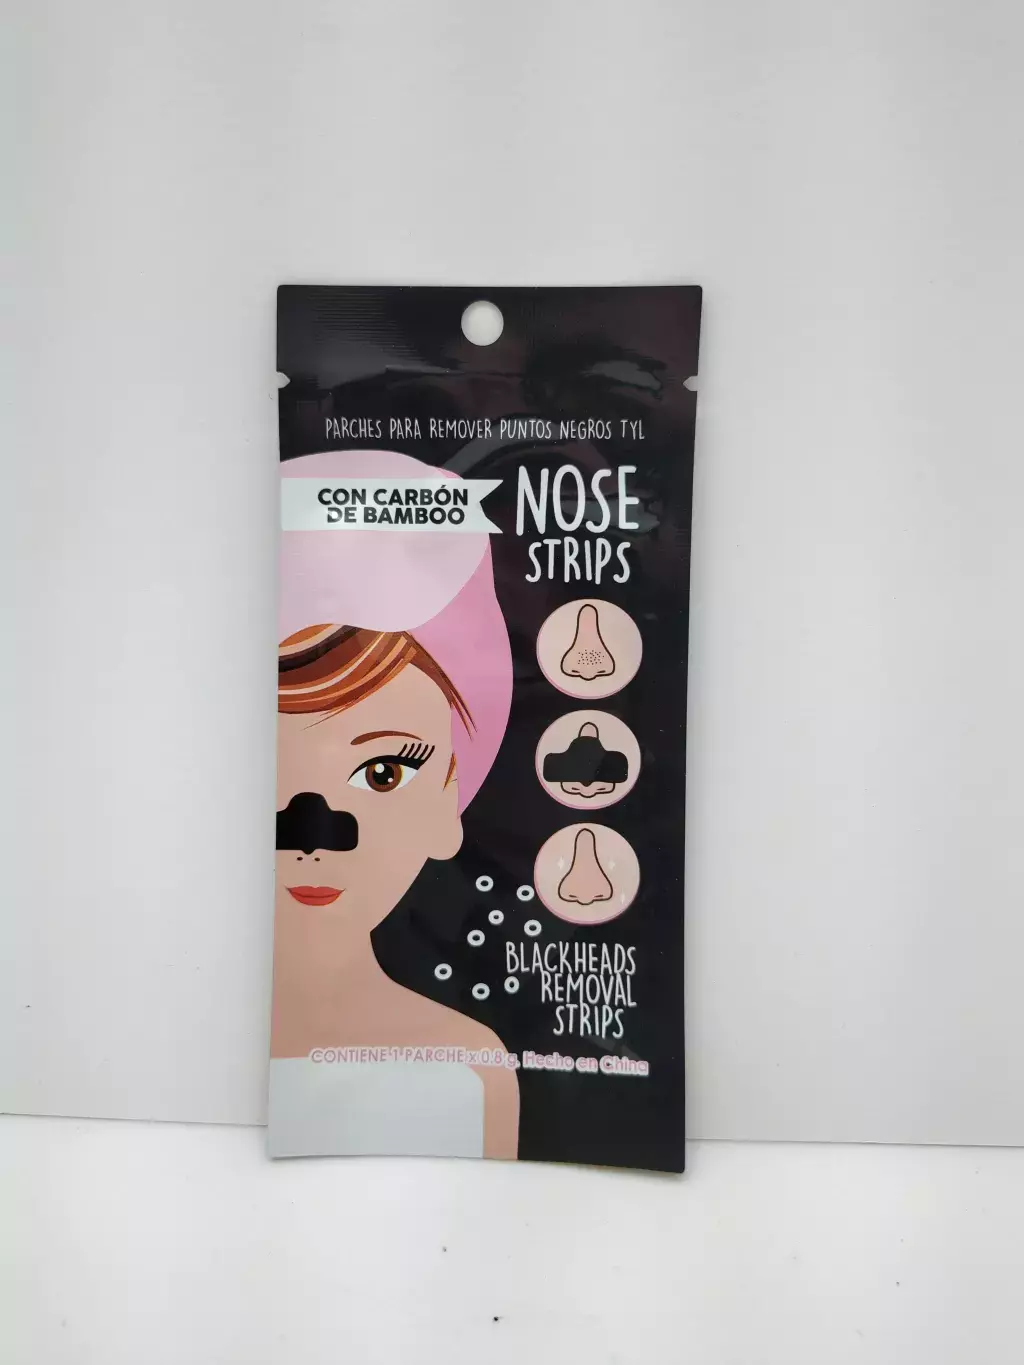 PARCHES PARA REMOVER PUNTOS NEGROS TYL
CON CARBÓN
DE BAMBOO
NOSE
STRIPS
BLACKHEADS
REMOVAL
STRIPS
CONTIENE 1 PARCHE x 0.8 g. Hecho en China